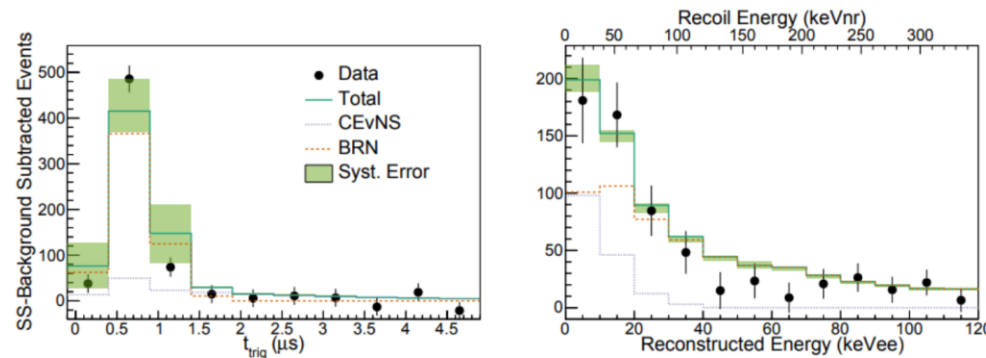 SS-Background Subtracted Events
500
400
300
200
100
0
Data
Total
CEvNS
BRN
Syst. Error
0 0.5 1 1.5 2 2.5 3 3.5 4 4.5
t_trig (μs)
Recoil Energy (keVnr)
0 50 100 150 200 250 300
200
150
100
50
0
0 20 40 60 80 100 120
Reconstructed Energy (keVee)